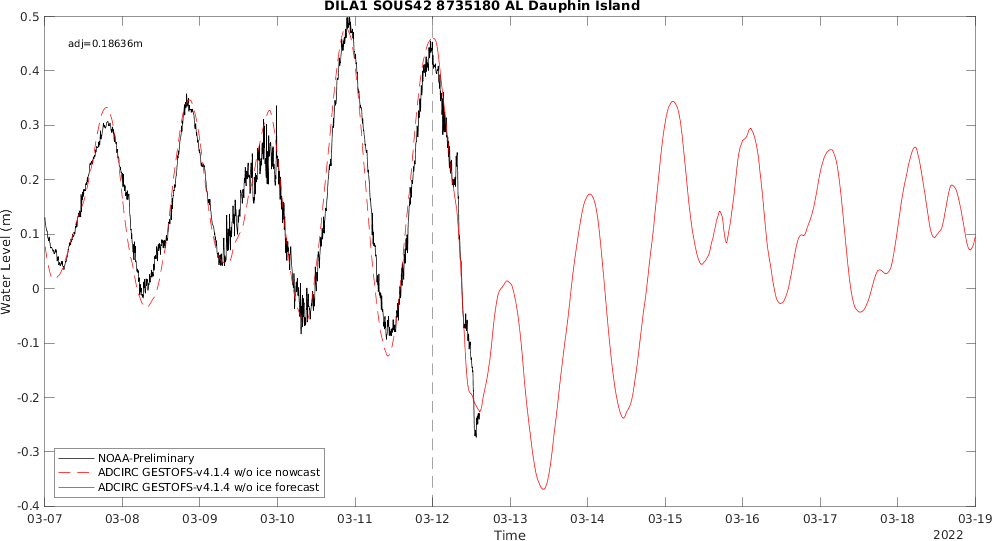 DILA1 SOUS42 8735180 AL Dauphin Island
adj=0.18636m
0.5
0.4
0.3
0.2
0.1
0
-0.1
-0.2
-0.3
-0.4
Water Level (m)
NOAA-Preliminary
ADCIRC GESTOFS-v4.1.4 w/o ice nowcast
ADCIRC GESTOFS-v4.1.4 w/o ice forecast
03-07 03-08 03-09 03-10 03-11 03-12 03-13 03-14 03-15 03-16 03-17 03-18 03-19
Time
2022